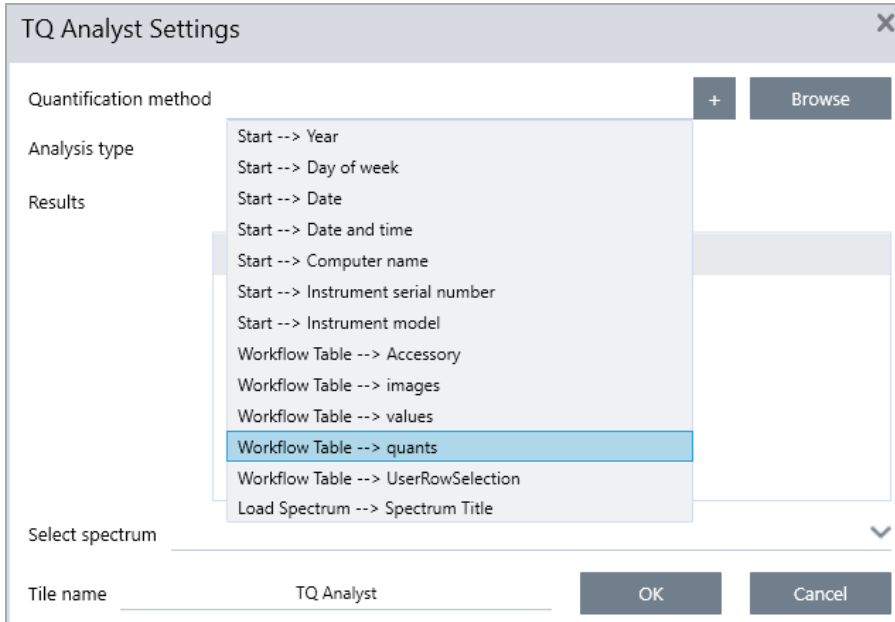 TQ Analyst Settings
Quantification method
+
Browse
Start --> Year
Analysis type
Start --> Day of week
Start --> Date
Results
Start --> Date and time
Start --> Computer name
Start --> Instrument serial number
Start --> Instrument model
Workflow Table --> Accessory
Workflow Table --> images
Workflow Table --> values
Workflow Table --> quants
Workflow Table --> UserRowSelection
Load Spectrum --> Spectrum Title
Select spectrum
Tile name
TQ Analyst
OK
Cancel